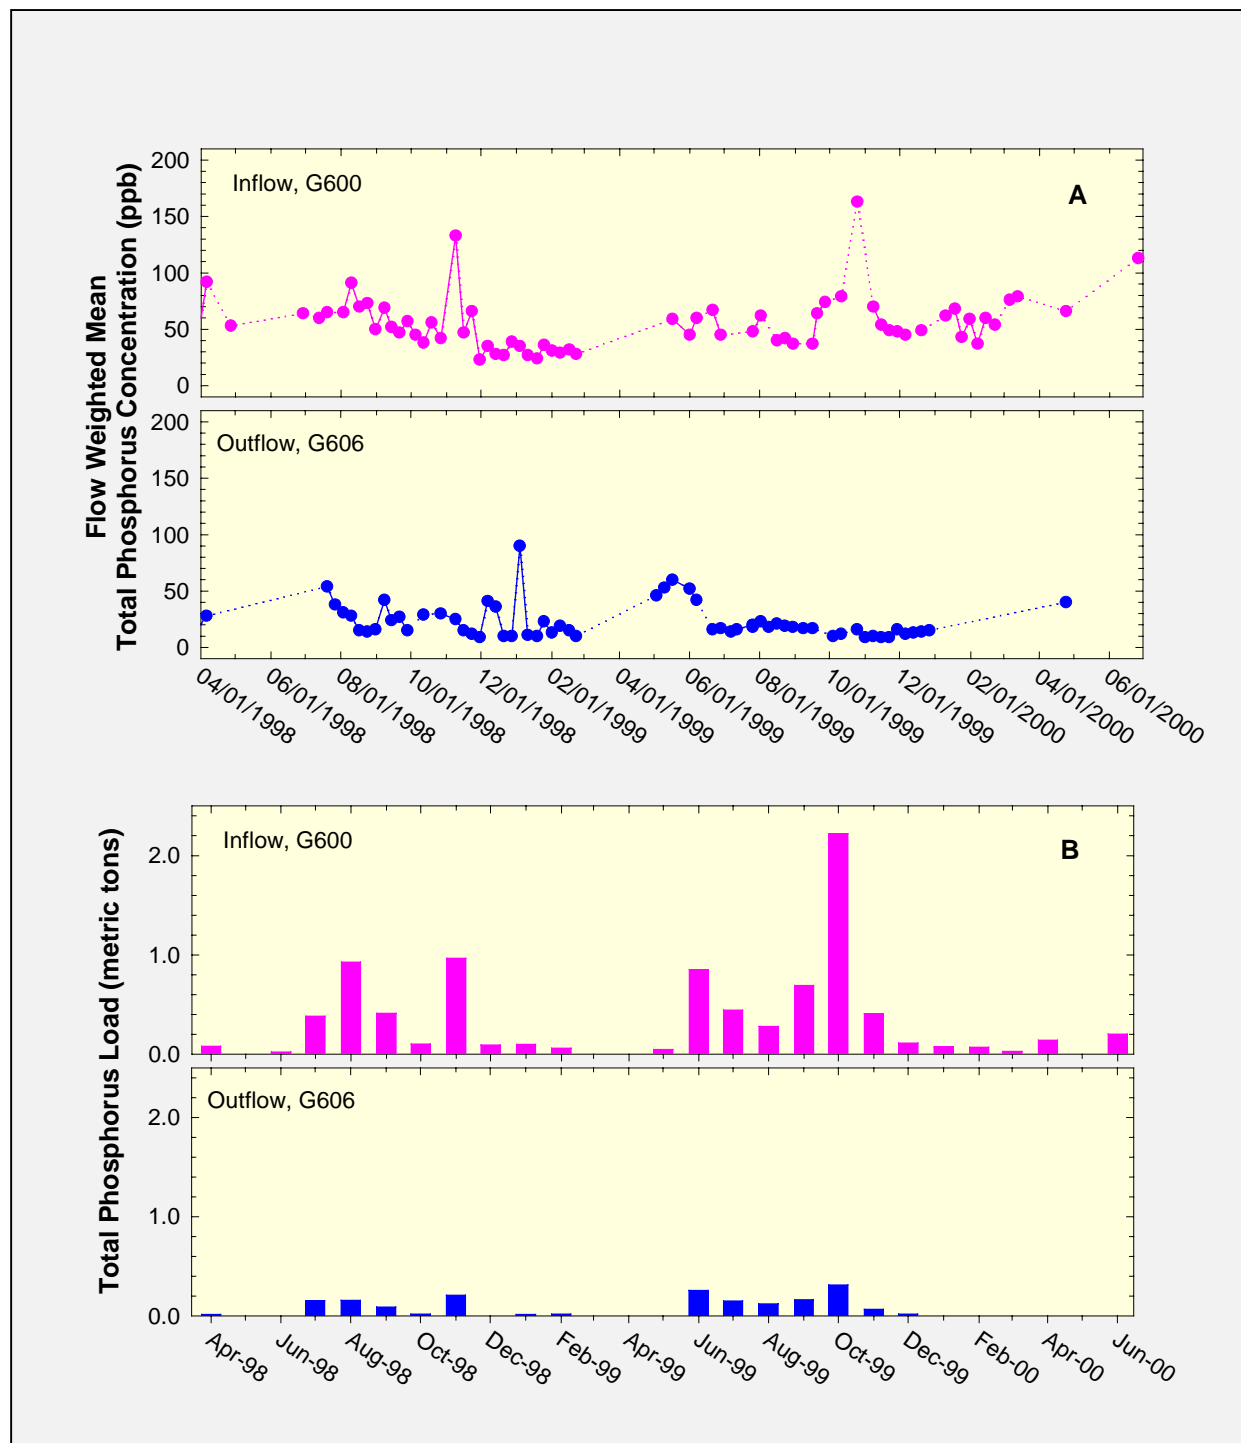 Flow Weighted Mean
Total Phosphorus Concentration (ppb)
200
150
100
50
0
Inflow, G600
A
200
150
100
50
0
Outflow, G606
04/01/1998
06/01/1998
08/01/1998
10/01/1998
12/01/1998
02/01/1999
04/01/1999
06/01/1999
08/01/1999
10/01/1999
12/01/1999
02/01/2000
04/01/2000
06/01/2000
Total Phosphorus Load (metric tons)
2.0
1.0
0.0
Inflow, G600
B
2.0
1.0
0.0
Outflow, G606
Apr-98
Jun-98
Aug-98
Oct-98
Dec-98
Feb-99
Apr-99
Jun-99
Aug-99
Oct-99
Dec-99
Feb-00
Apr-00
Jun-00